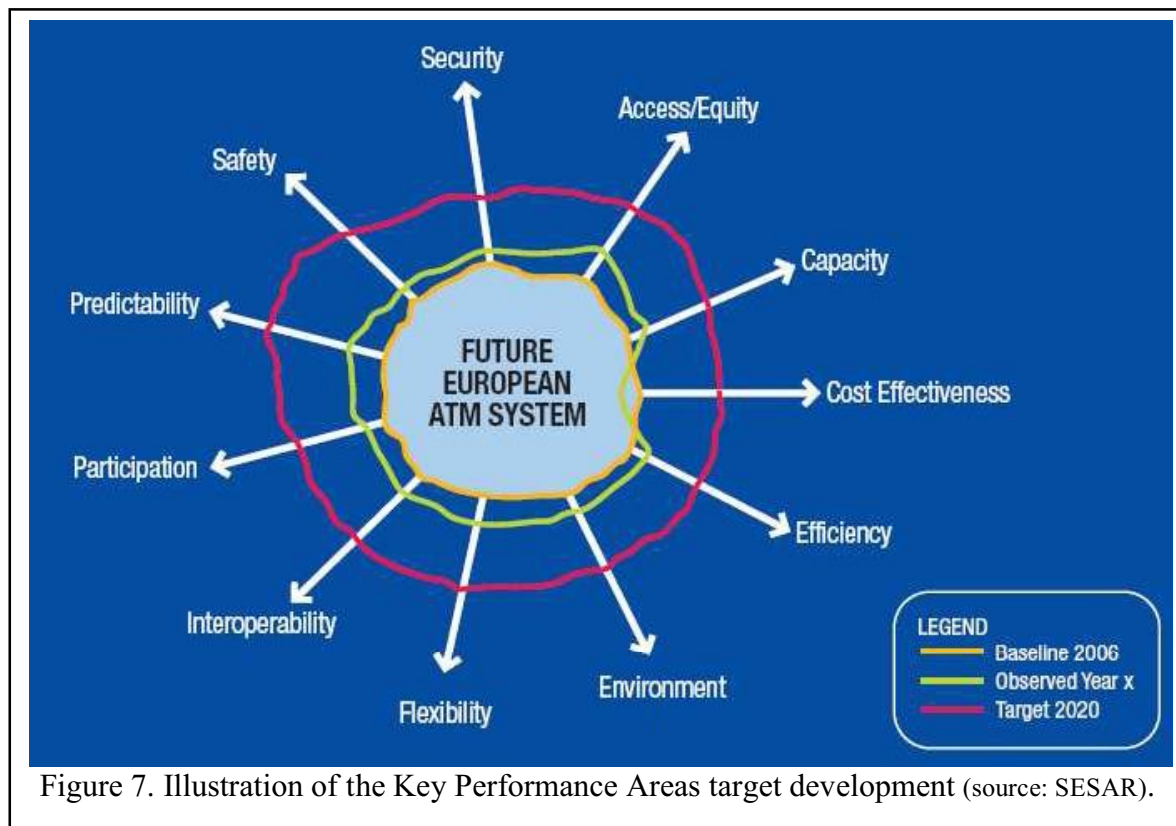 Security
Access/Equity
Safety
Capacity
Predictability
FUTURE
EUROPEAN
ATM SYSTEM
Cost Effectiveness
Participation
Efficiency
Interoperability
Environment
Flexibility
LEGEND
Baseline 2006
Observed Year x
Target 2020
Figure 7. Illustration of the Key Performance Areas target development (source: SESAR).